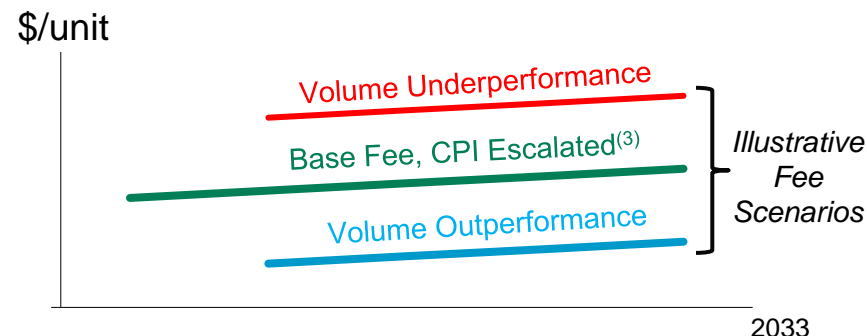 $/unit
Volume Underperformance
Base Fee, CPI Escalated(3)
Volume Outperformance
Illustrative
Fee
Scenarios
2033